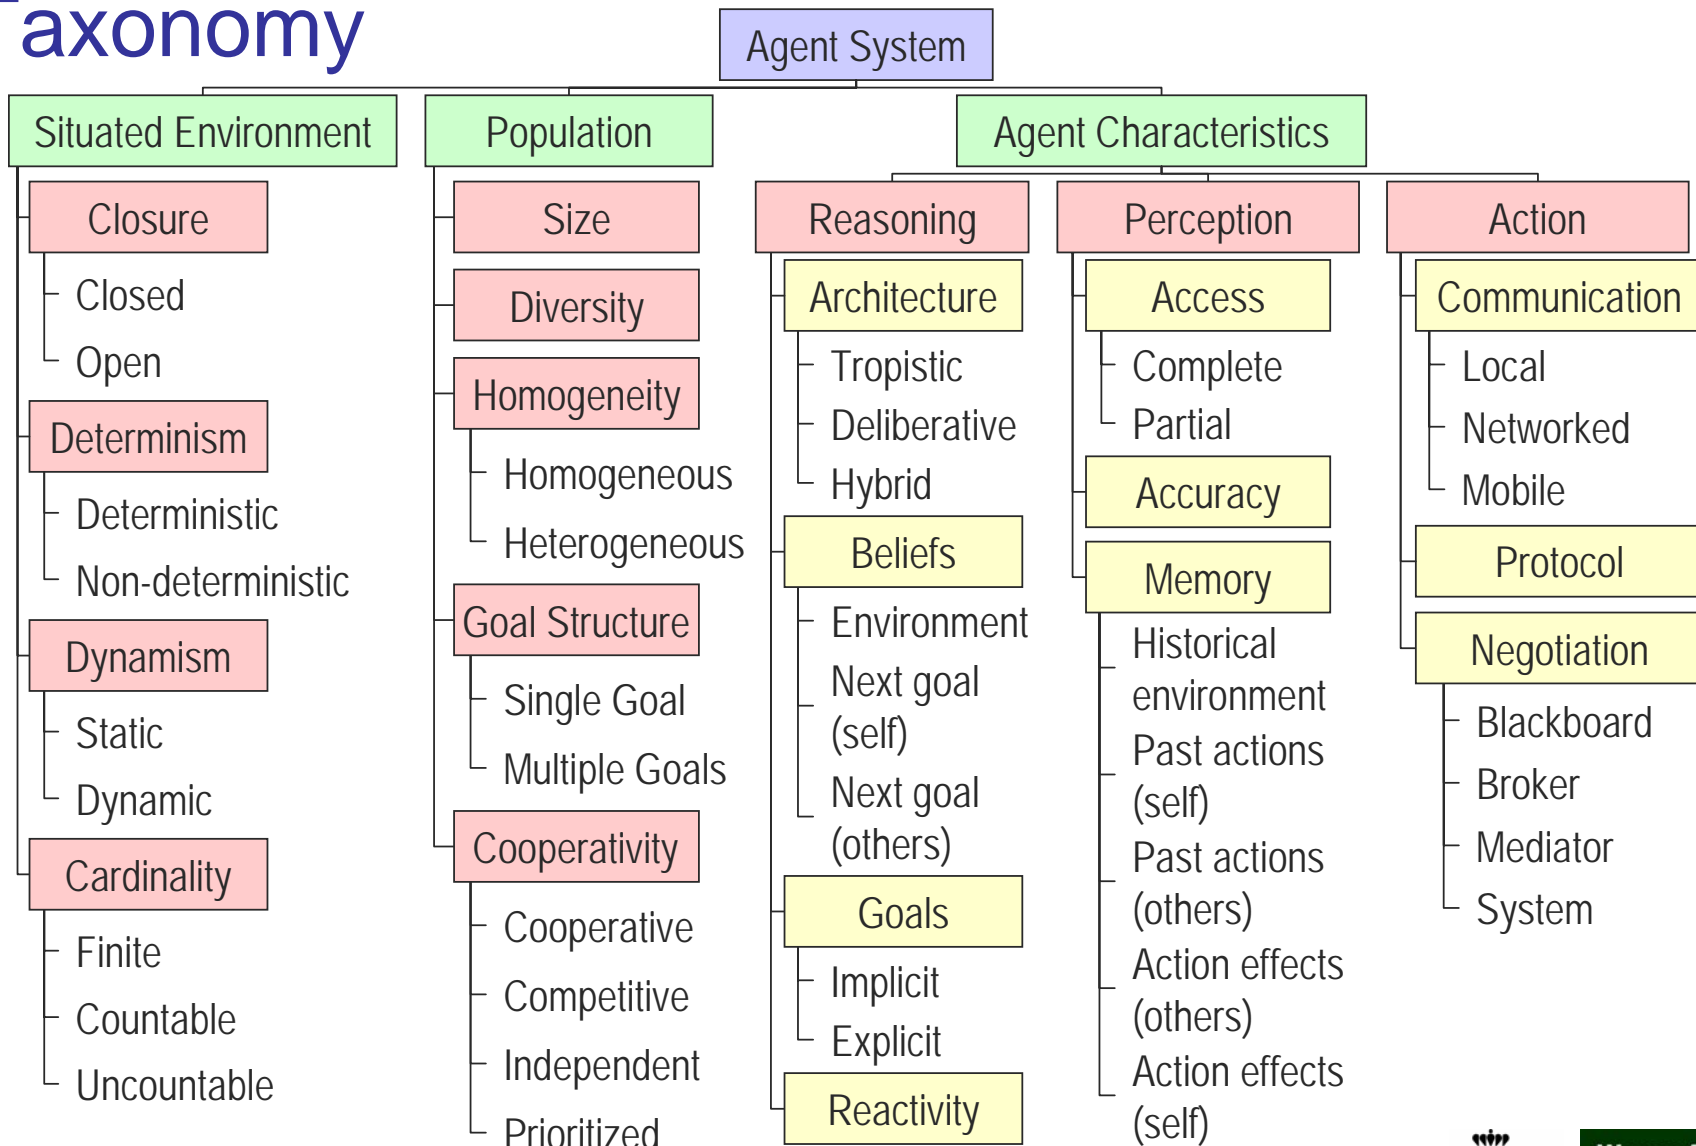 Taxonomy
Agent System
Situated Environment
Closure
Closed
Open
Determinism
Deterministic
Non-deterministic
Dynamism
Static
Dynamic
Cardinality
Finite
Countable
Uncountable
Population
Size
Diversity
Homogeneity
Homogeneous
Heterogeneous
Goal Structure
Single Goal
Multiple Goals
Cooperativity
Cooperative
Competitive
Independent
Prioritized
Agent Characteristics
Reasoning
Architecture
Tropistic
Deliberative
Hybrid
Beliefs
Environment
Next goal
(self)
Next goal
(others)
Goals
Implicit
Explicit
Reactivity
Perception
Access
Complete
Partial
Accuracy
Memory
Historical
environment
Past actions
(self)
Past actions
(others)
Action effects
(others)
Action effects
(self)
Action
Communication
Local
Networked
Mobile
Protocol
Negotiation
Blackboard
Broker
Mediator
System